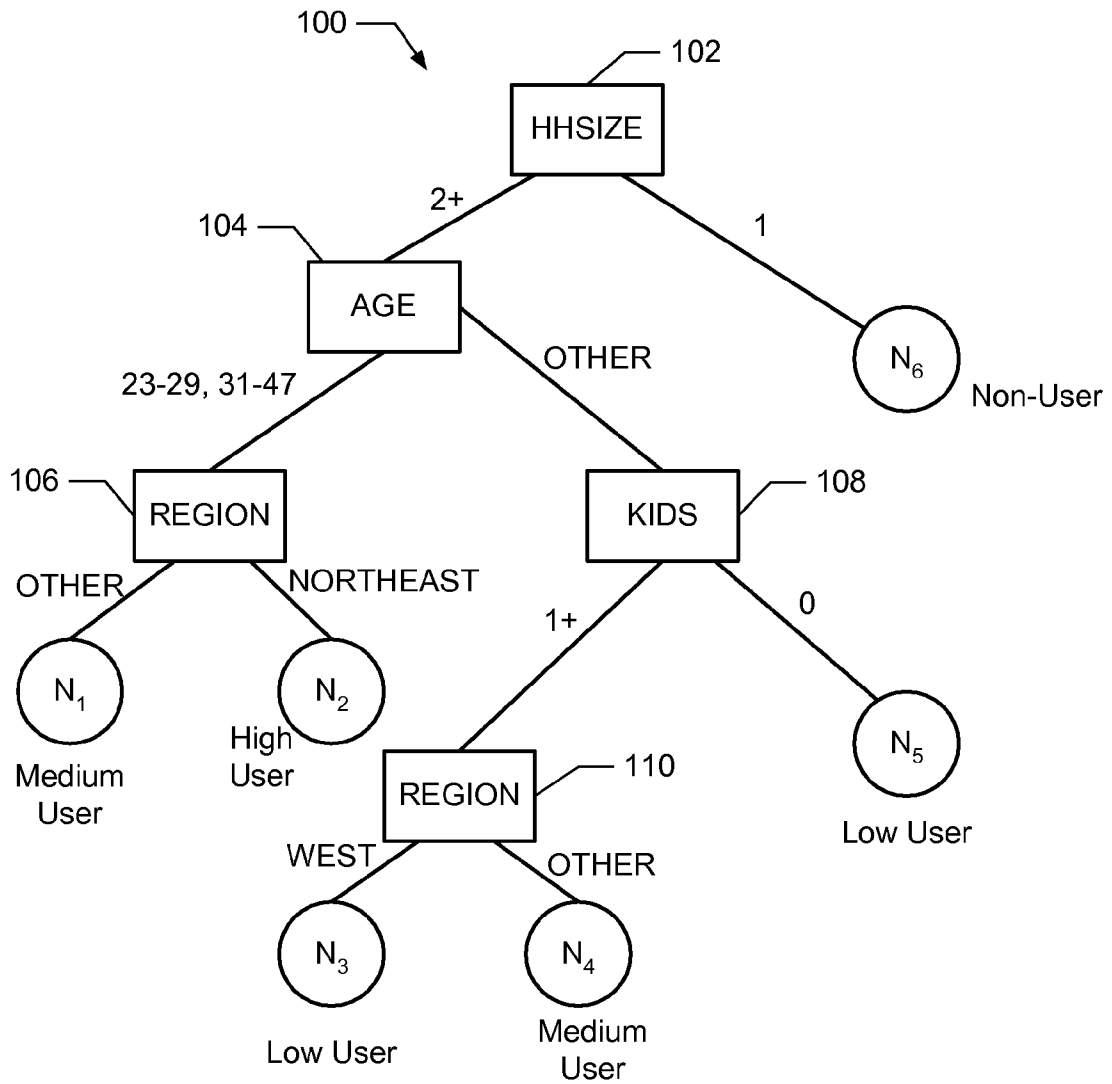 100
102
HHSIZE
2+
1
104
AGE
OTHER
N6
Non-User
23-29, 31-47
106
REGION
108
KIDS
OTHER
NORTHEAST
1+
0
N1
Medium
User
N2
High
User
N5
Low User
110
REGION
WEST
OTHER
N3
Low User
N4
Medium
User